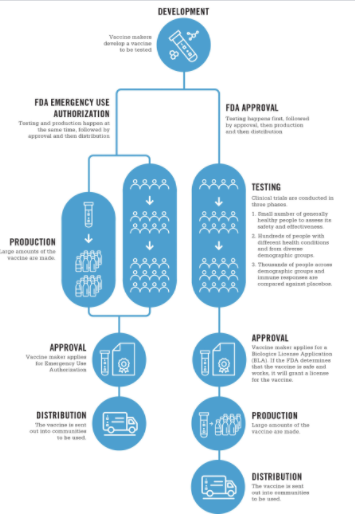 DEVELOPMENT
Vaccine makers
develop a vaccine
to be tested
FDA EMERGENCY USE
AUTHORIZATION
Testing and production happen at
the same time, followed by
approval and then distribution
FDA APPROVAL
Testing happens first, followed
by approval, then production
and then distribution
PRODUCTION
Large amounts of the
vaccine are made.
TESTING
Clinical trials are conducted in
three phases.
1. Small number of generally
healthy people to assess its
safety and effectiveness.
2. Hundreds of people with
different health conditions
and from diverse
demographic groups.
3. Thousands of people across
demographic groups and
immune responses are
compared against placebos.
APPROVAL
Vaccine maker applies
for Emergency Use
Authorization
APPROVAL
Vaccine maker applies for a
Biologics License Application
(BLA). If the FDA determines
that the vaccine is safe and
works, it will grant a license
for the vaccine.
DISTRIBUTION
The vaccine is sent
out into communities
to be used.
PRODUCTION
Large amounts of the
vaccine are made.
DISTRIBUTION
The vaccine is sent
out into communities
to be used.